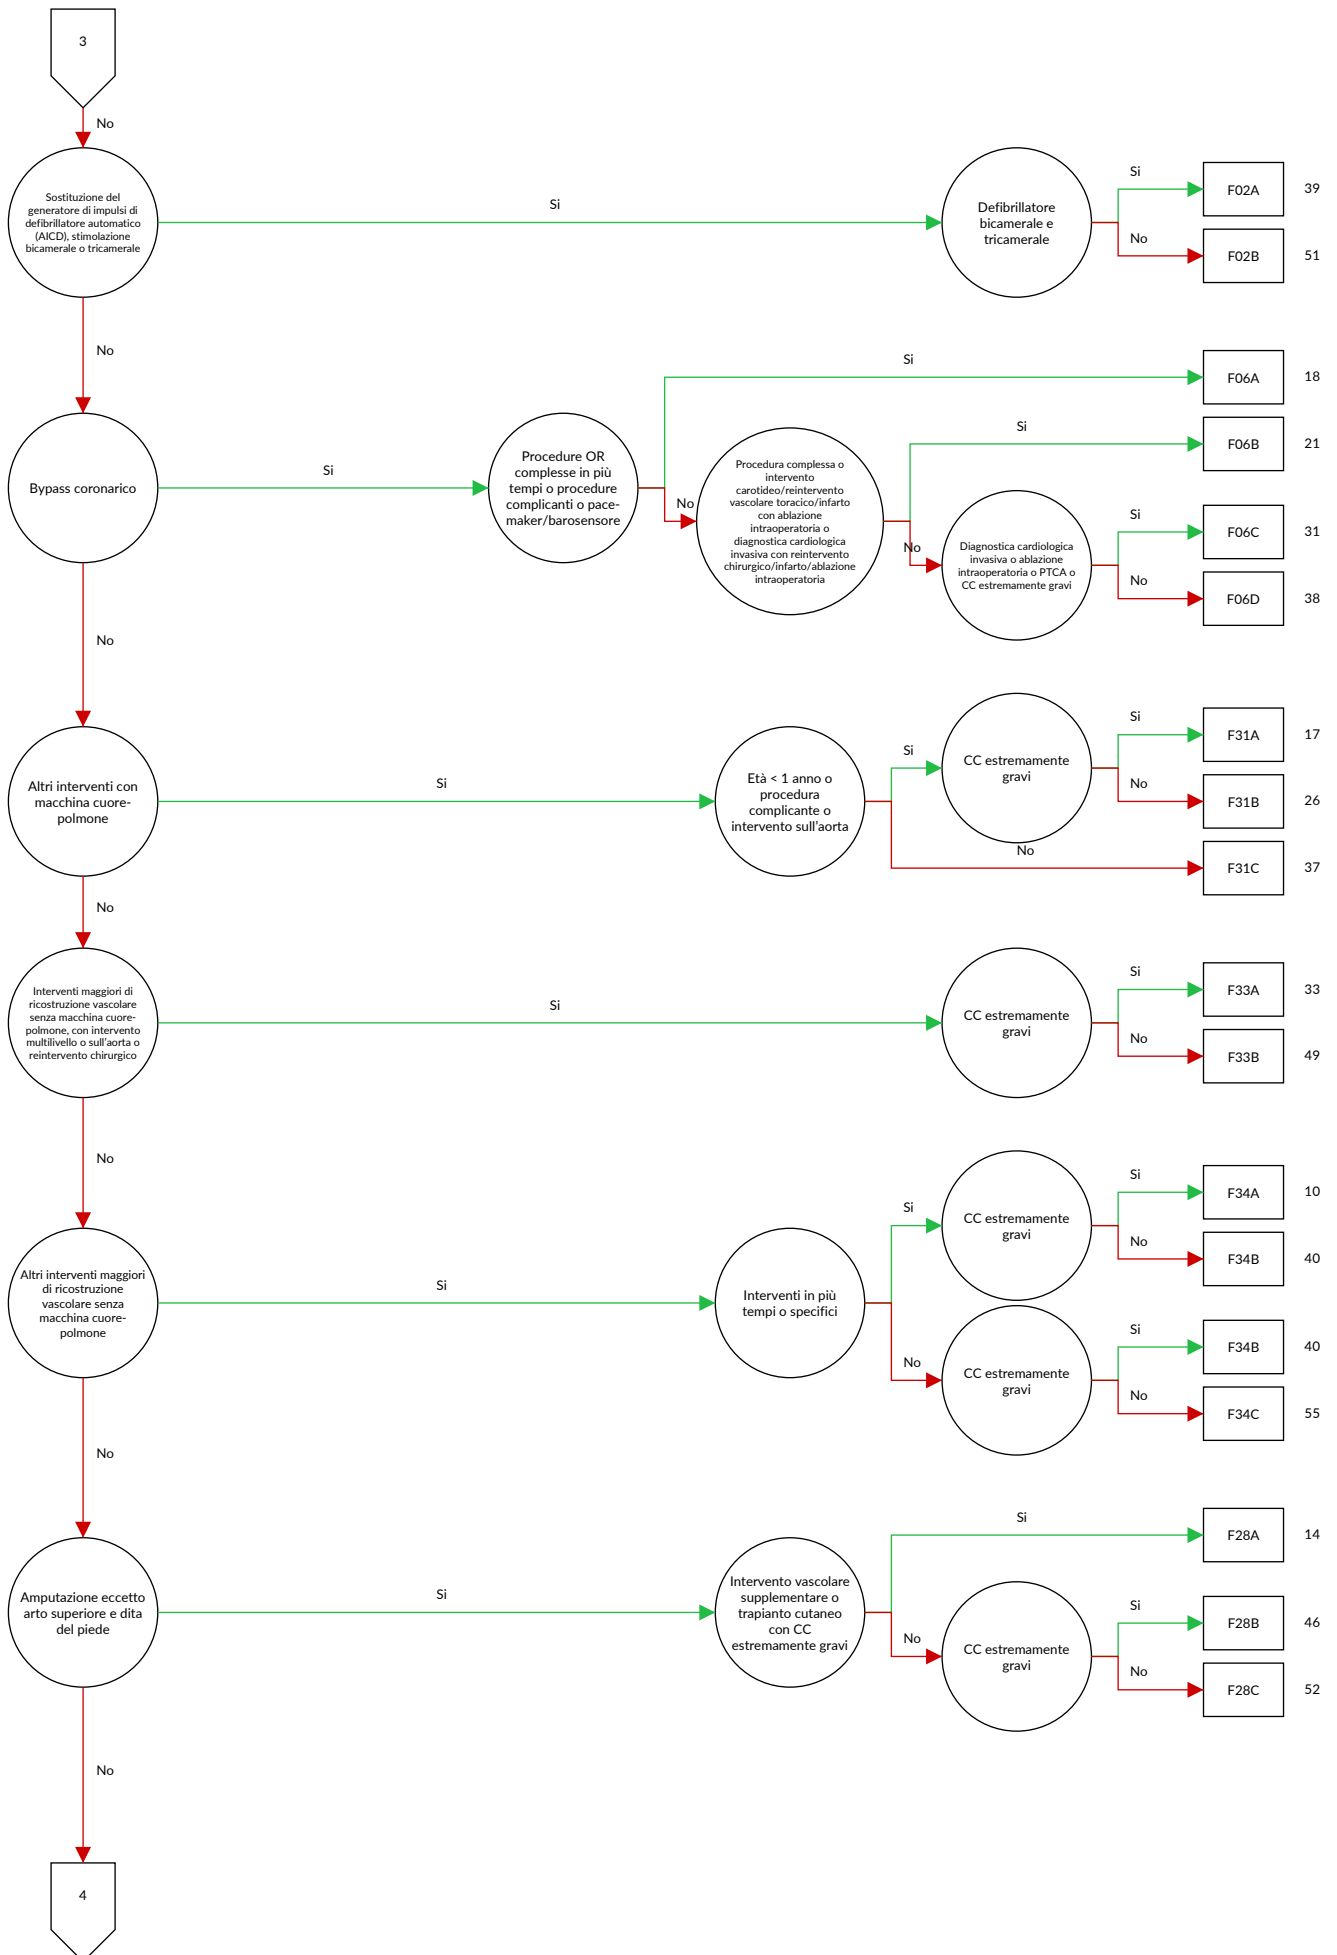 3
No
Sostituzione del
generatore di impulsi di
defibrillatore automatico
(AICD), stimolazione
bicamerale o tricamerale
Si
Defibrillatore
bicamerale e
tricamerale
Si
F02A
39
No
F02B
51
No
Bypass coronarico
Si
Procedure OR
complesse in più
tempi o procedure
complicanti o pace-
maker/barosensore
Si
F06A
18
No
Procedura complessa o
intervento
carotideo/reintervento
vascolare toracico/infarto
con ablazione
intraoperatoria o
diagnostica cardiologica
invasiva con reintervento
chirurgico/infarto/ablazione
intraoperatoria
Si
F06B
21
No
Diagnostica cardiologica
invasiva o ablazione
intraoperatoria o PTCA o
CC estremamente gravi
Si
F06C
31
No
F06D
38
No
Altri interventi con
macchina cuore-
polmone
Si
Età < 1 anno o
procedura
complicante o
intervento sull'aorta
Si
CC estremamente
gravi
Si
F31A
17
No
F31B
26
No
F31C
37
No
Interventi maggiori di
ricostruzione vascolare
senza macchina cuore-
polmone, con intervento
multilivello o sull'aorta o
reintervento chirurgico
Si
CC estremamente
gravi
Si
F33A
33
No
F33B
49
No
Altri interventi maggiori
di ricostruzione
vascolare senza
macchina cuore-
polmone
Si
Interventi in più
tempi o specifici
Si
CC estremamente
gravi
Si
F34A
10
No
F34B
40
No
CC estremamente
gravi
Si
F34B
40
No
F34C
55
No
Amputazione eccetto
arto superiore e dita
del piede
Si
Intervento vascolare
supplementare o
trapianto cutaneo
con CC
estremamente gravi
Si
F28A
14
No
CC estremamente
gravi
Si
F28B
46
No
F28C
52
No
4